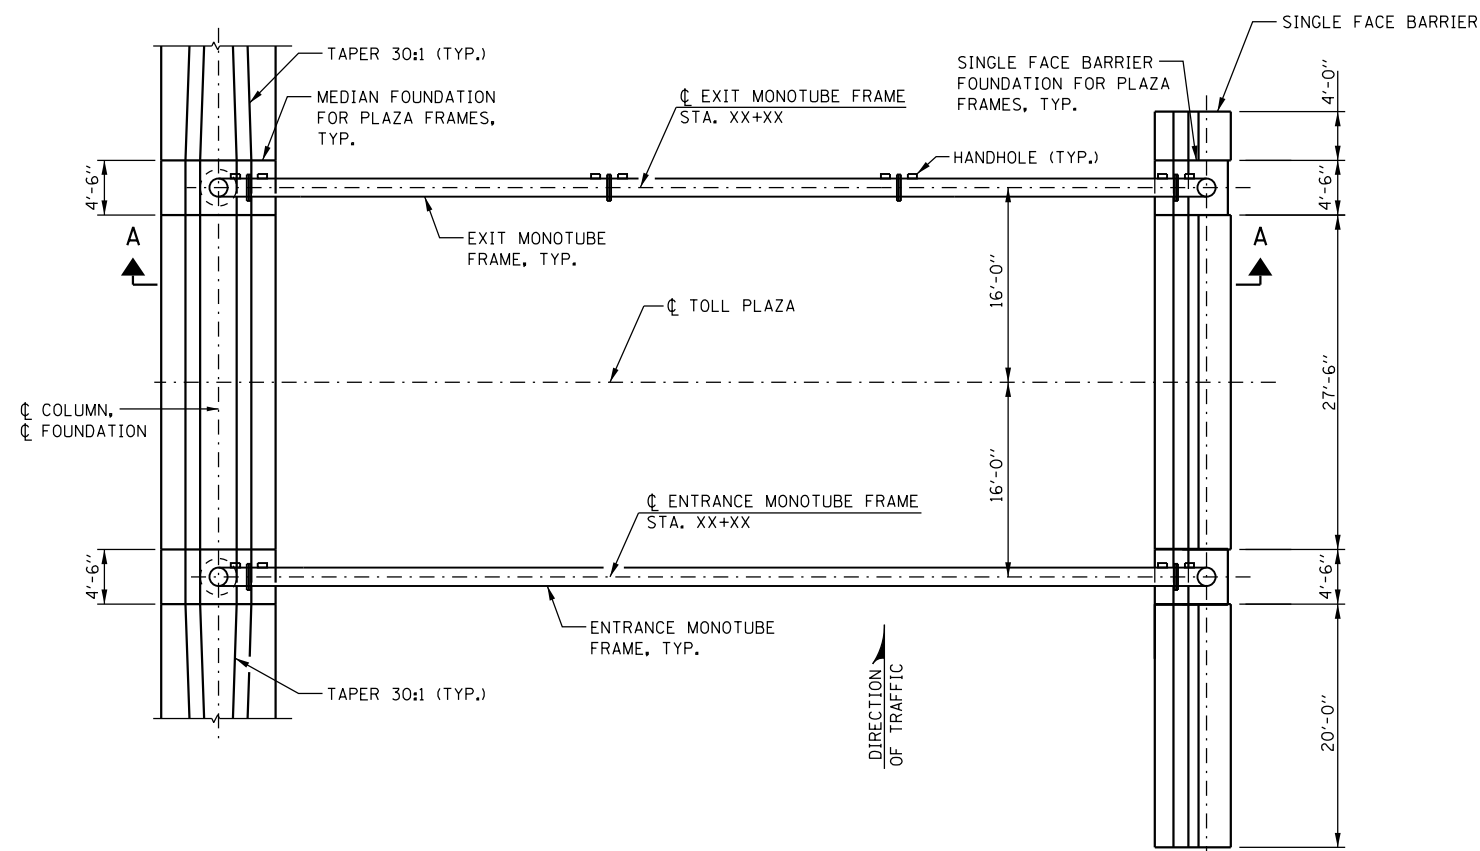 SINGLE FACE BARRIER
TAPER 30:1 (TYP.)
SINGLE FACE BARRIER
FOUNDATION FOR PLAZA
FRAMES, TYP.
4'-0"
MEDIAN FOUNDATION
FOR PLAZA FRAMES,
TYP.
℄ EXIT MONOTUBE FRAME
STA. XX+XX
HANDHOLE (TYP.)
4'-6"
4'-6"
A
EXIT MONOTUBE
FRAME, TYP.
A
16'-0"
℄ TOLL PLAZA
27'-6"
℄ COLUMN,
℄ FOUNDATION
16'-0"
℄ ENTRANCE MONOTUBE FRAME
STA. XX+XX
4'-6"
4'-6"
ENTRANCE MONOTUBE
FRAME, TYP.
TAPER 30:1 (TYP.)
DIRECTION
OF TRAFFIC
20'-0"